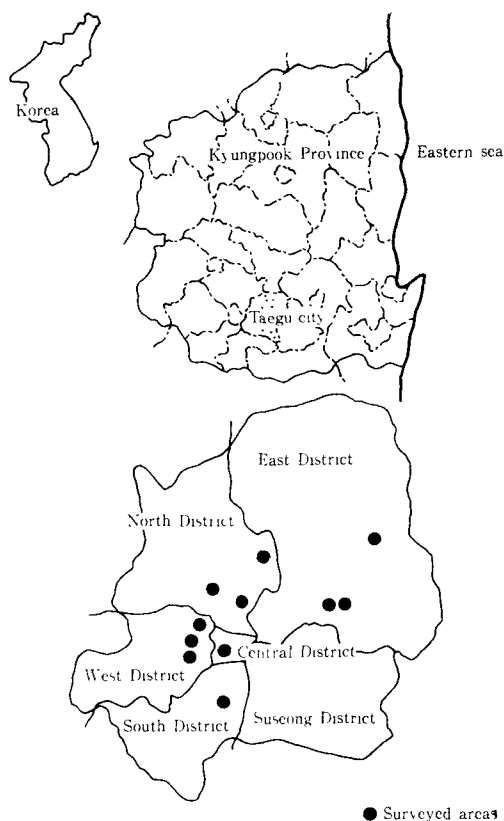 Korea
Kyungpook Province
Eastern sea
Taegu city
East District
North District
Central District
West District
South District
Suseong District
Surveyed areas